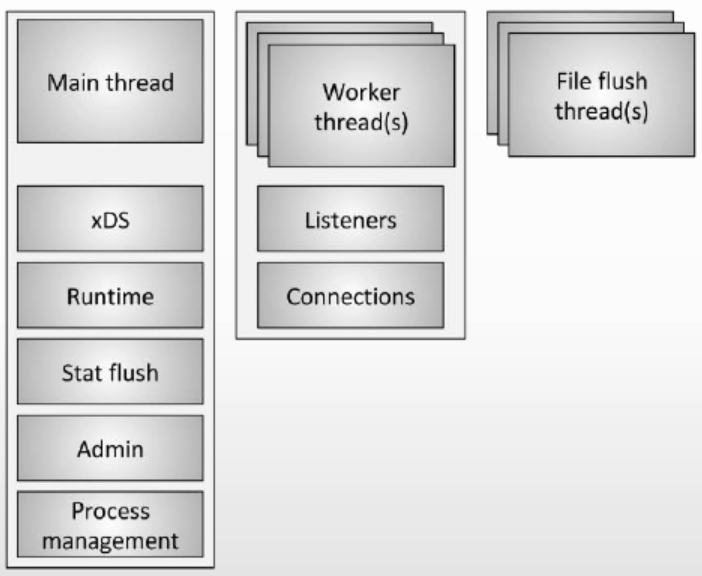 Main thread
xDS
Runtime
Stat flush
Admin
Process
management
Worker
thread(s)
Listeners
Connections
File flush
thread(s)